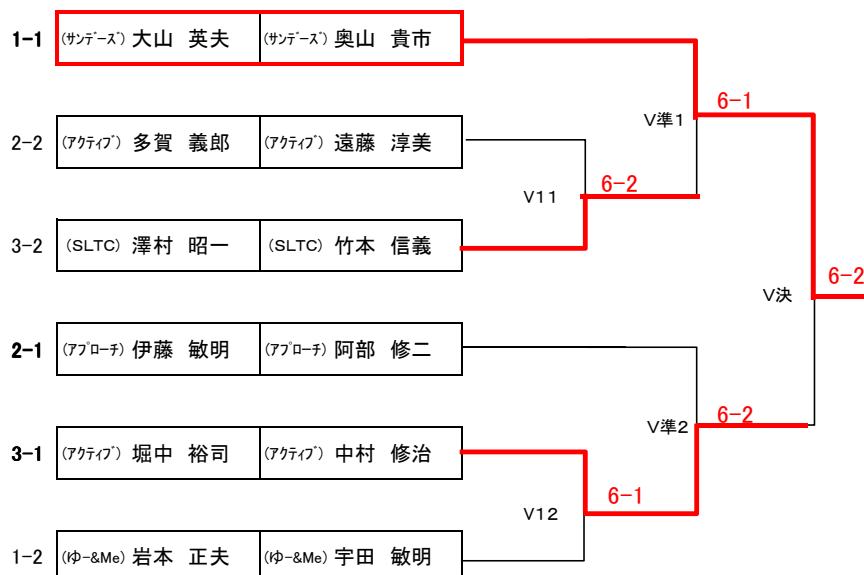 1-1 (ｻﾝﾃﾞｰｽﾞ) 大山 英夫 (ｻﾝﾃﾞｰｽﾞ) 奥山 貴市
6-1
V準1
2-2 (ｱｸﾃｨﾌﾞ) 多賀 義郎 (ｱｸﾃｨﾌﾞ) 遠藤 淳美
V11 6-2
3-2 (SLTC) 澤村 昭一 (SLTC) 竹本 信義
6-2
V決
2-1 (ｱﾌﾟﾛｰﾁ) 伊藤 敏明 (ｱﾌﾟﾛｰﾁ) 阿部 修二
V準2 6-2
3-1 (ｱｸﾃｨﾌﾞ) 堀中 裕司 (ｱｸﾃｨﾌﾞ) 中村 修治
V12 6-1
1-2 (ゆｰ&Me) 岩本 正夫 (ゆｰ&Me) 宇田 敏明